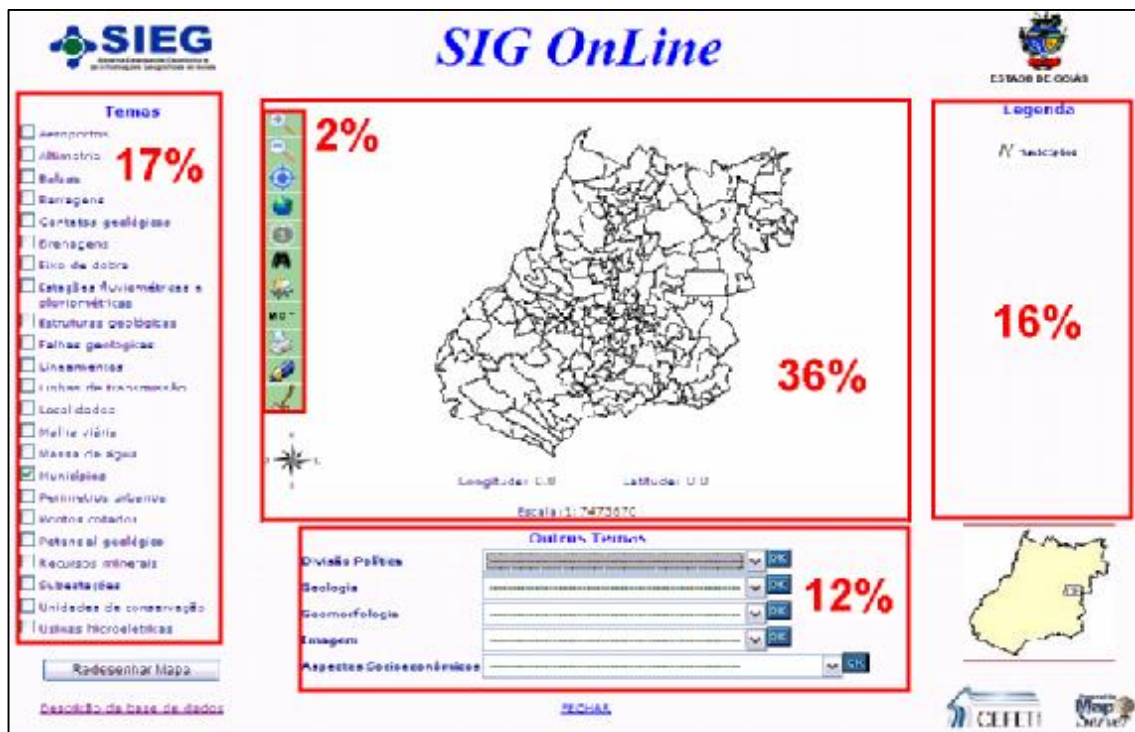 SIEG
SIG OnLine
ESTADO DE GOIÁS
Temas
17%
Aeroportos
Altimetria
Balsas
Barragens
Contatos geológicos
Drenagens
Eixo de dobra
Estações fluviométricas e
pluviométricas
Estruturas geológicas
Falhas geológicas
Lineamentos
Linhas de transmissão
Localidades
Malha viária
Massa de água
Municípios
Perímetros urbanos
Pontos cotados
Potencial geológico
Recursos minerais
Subestações
Unidades de conservação
Usinas hidroelétricas
Redesenhar Mapa
Descrição da base de dados
2%
36%
Longitude: 0.0 Latitude: 0.0
Escala 1: 7473670
Outros Temas
Divisão Política OK
Geologia OK
Geomorfologia OK
Imagem OK
Aspectos Socioeconômicos OK
12%
FECHAR
Legenda
municípios
16%
Map
Server